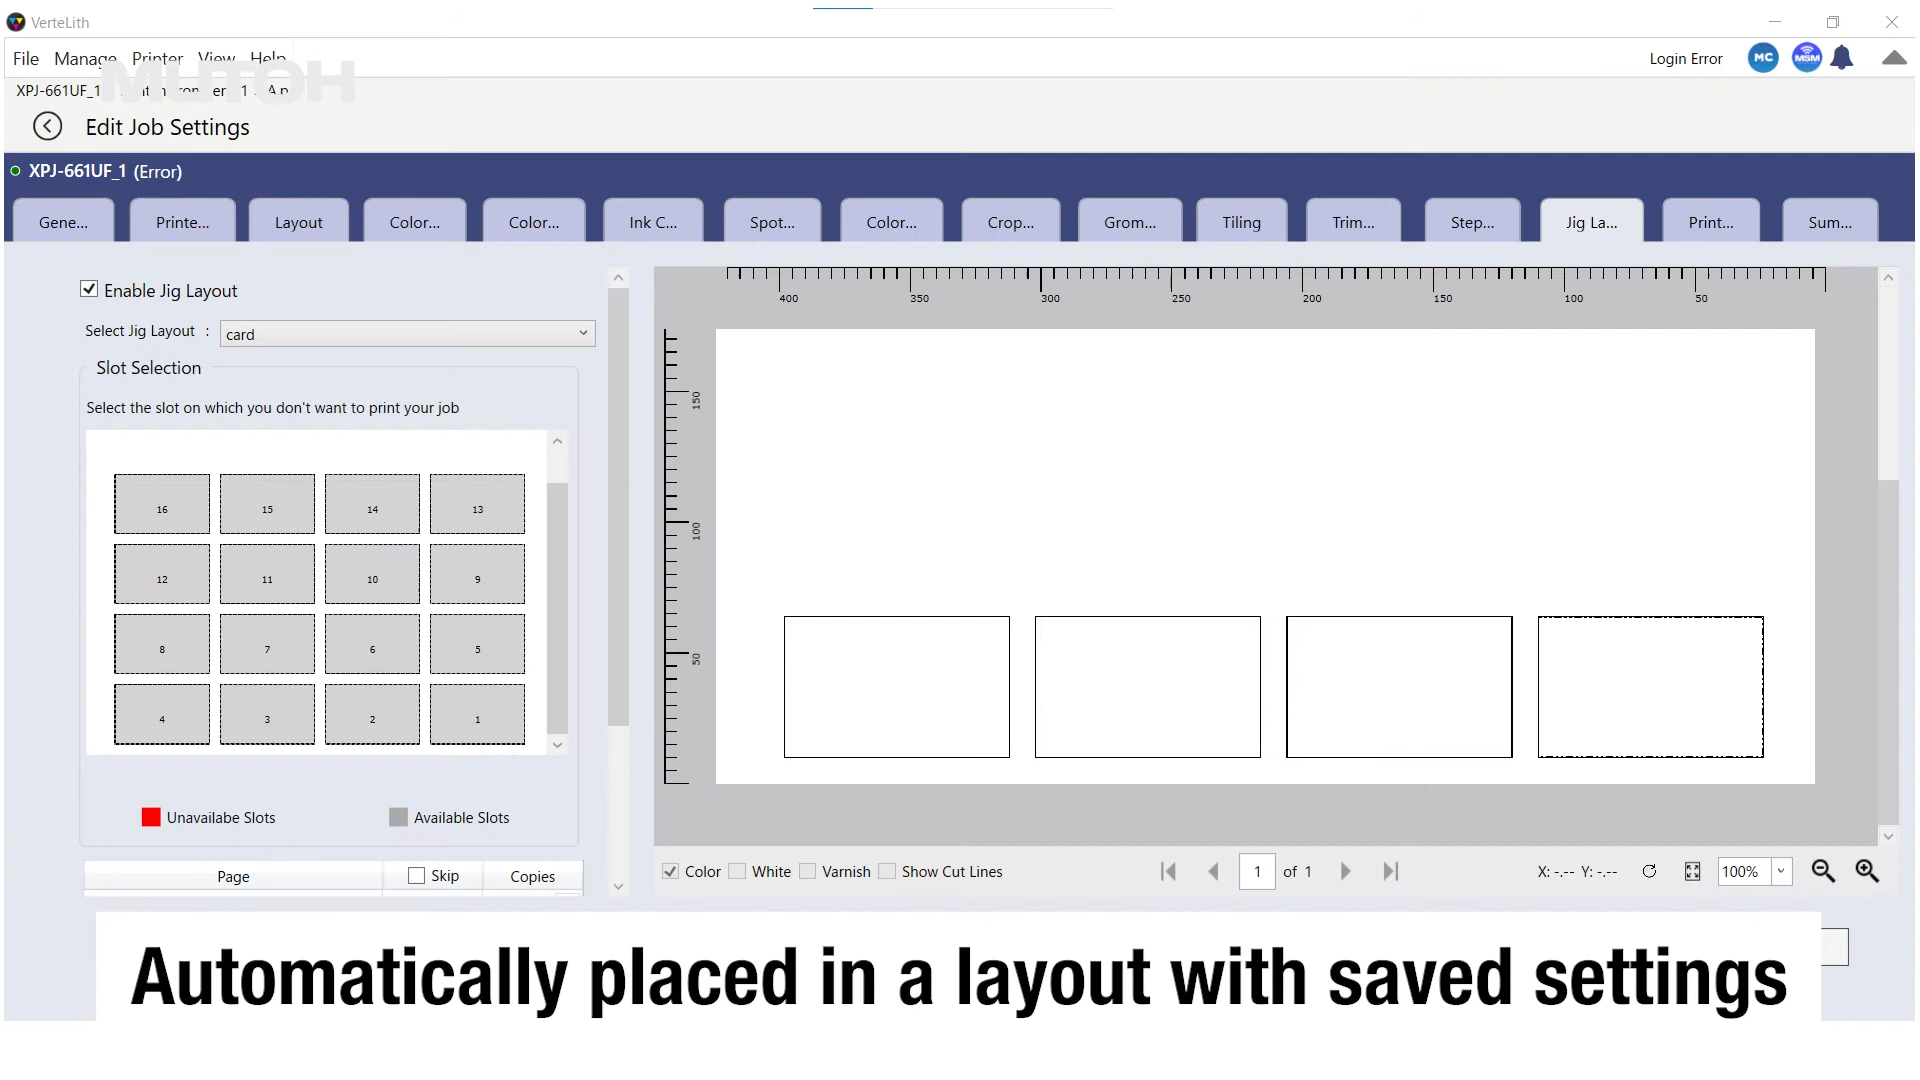 VerteLith
File Manage Printer View Help
Login Error MC MSM
MUTOH
XPJ-661UF_1
Edit Job Settings
XPJ-661UF_1 (Error)
Gene... Printe... Layout Color... Color... Ink C... Spot... Color... Crop... Grom... Tiling Trim... Step... Jig La... Print... Sum...
Enable Jig Layout
Select Jig Layout : card
Slot Selection
Select the slot on which you don't want to print your job
16 15 14 13
12 11 10 9
8 7 6 5
4 3 2 1
Unavailabe Slots Available Slots
Page Skip Copies
400 350 300 250 200 150 100 50
150
100
50
Color White Varnish Show Cut Lines 1 of 1 X: -.-- Y: -.-- 100%
Automatically placed in a layout with saved settings